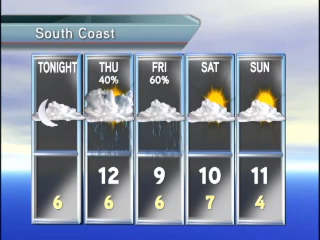 South Coast
TONIGHT THU FRI SAT SUN
40% 60%
12 9 10 11
6 6 6 7 4